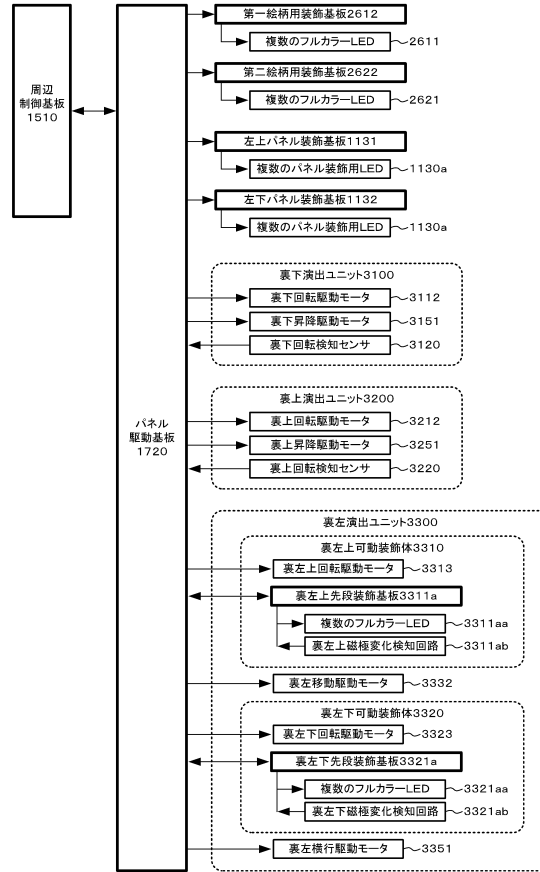 周辺
制御基板
1510
パネル
駆動基板
1720
第一絵柄用装飾基板2612
複数のフルカラーLED 2611
第二絵柄用装飾基板2622
複数のフルカラーLED 2621
左上パネル装飾基板1131
複数のパネル装飾用LED 1130a
左下パネル装飾基板1132
複数のパネル装飾用LED 1130a
裏下演出ユニット3100
裏下回転駆動モータ 3112
裏下昇降駆動モータ 3151
裏下回転検知センサ 3120
裏上演出ユニット3200
裏上回転駆動モータ 3212
裏上昇降駆動モータ 3251
裏上回転検知センサ 3220
裏左演出ユニット3300
裏左上可動装飾体3310
裏左上回転駆動モータ 3313
裏左上先段装飾基板3311a
複数のフルカラーLED 3311aa
裏左上磁極変化検知回路 3311ab
裏左移動駆動モータ 3332
裏左下可動装飾体3320
裏左下回転駆動モータ 3323
裏左下先段装飾基板3321a
複数のフルカラーLED 3321aa
裏左下磁極変化検知回路 3321ab
裏左横行駆動モータ 3351